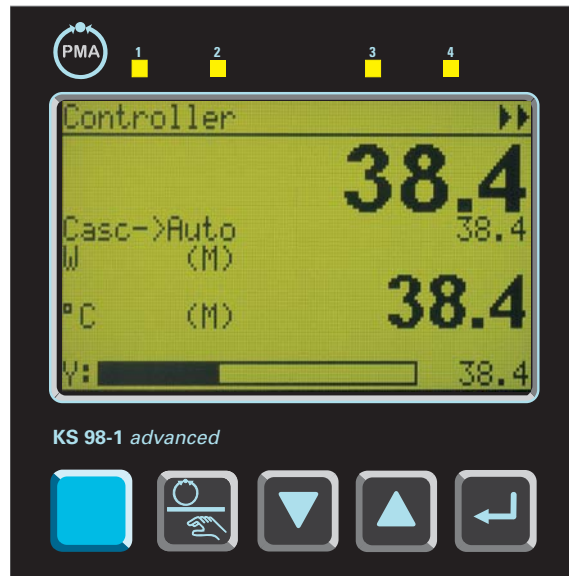 PMA
1 2 3 4
Controller
38.4
Casc->Auto 38.4
W (M)
°C (M) 38.4
Y: 38.4
KS 98-1 advanced